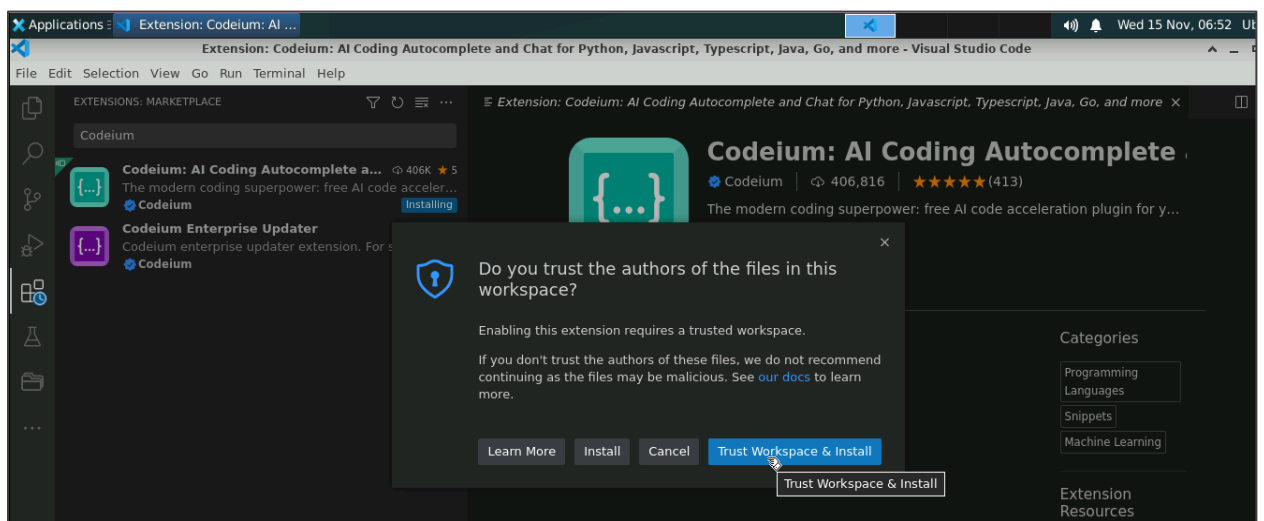 Applications
Extension: Codeium: AI ...
Wed 15 Nov, 06:52
Extension: Codeium: AI Coding Autocomplete and Chat for Python, Javascript, Typescript, Java, Go, and more - Visual Studio Code
File Edit Selection View Go Run Terminal Help
EXTENSIONS: MARKETPLACE
Extension: Codeium: AI Coding Autocomplete and Chat for Python, Javascript, Typescript, Java, Go, and more
Codeium
Codeium: AI Coding Autocomplete a... 406K ★ 5
The modern coding superpower: free AI code acceler...
Codeium
Installing
Codeium Enterprise Updater
Codeium enterprise updater extension. For s
Codeium
{...}
{...}
{...}
Codeium: AI Coding Autocomplete
Codeium | 406,816 | ★★★★★(413)
The modern coding superpower: free AI code acceleration plugin for y...
Do you trust the authors of the files in this
workspace?
Enabling this extension requires a trusted workspace.
If you don't trust the authors of these files, we do not recommend
continuing as the files may be malicious. See our docs to learn
more.
Learn More
Install
Cancel
Trust Workspace & Install
Trust Workspace & Install
Categories
Programming
Languages
Snippets
Machine Learning
Extension
Resources